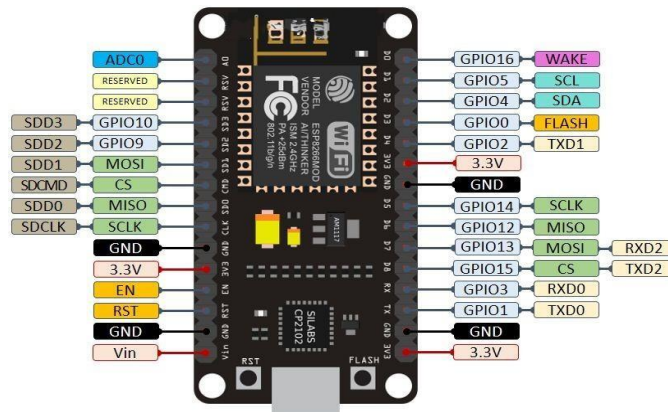 ADC0 A0
RESERVED RSV
RESERVED RSV
SDD3 GPIO10 SD3
SDD2 GPIO9 SD2
SDD1 MOSI SD1
SDCMD CS CMD
SDD0 MISO SD0
SDCLK SCLK CLK
GND GND
3.3V 3V3
EN EN
RST RST
GND GND
Vin Vin
MODEL ESP8266MOD
VENDOR AI/THINKER
ISM 2.4GHz
PA +25dBm
802.11b/g/n
FC
WiFi
AM1117
SILABS
CP2102
RST FLASH
D0 GPIO16 WAKE
D1 GPIO5 SCL
D2 GPIO4 SDA
D3 GPIO0 FLASH
D4 GPIO2 TXD1
3V3 3.3V
GND GND
D5 GPIO14 SCLK
D6 GPIO12 MISO
D7 GPIO13 MOSI RXD2
D8 GPIO15 CS TXD2
RX GPIO3 RXD0
TX GPIO1 TXD0
GND GND
3V3 3.3V